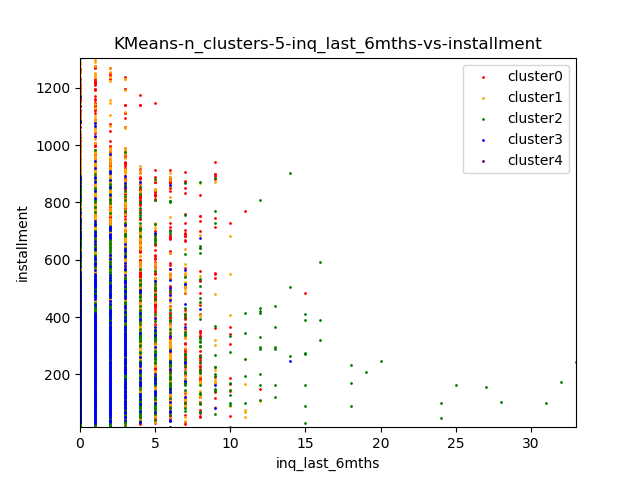 KMeans-n_clusters-5-inq_last_6mths-vs-installment
cluster0
cluster1
cluster2
cluster3
cluster4
1200
1000
800
600
400
200
installment
0 5 10 15 20 25 30
inq_last_6mths